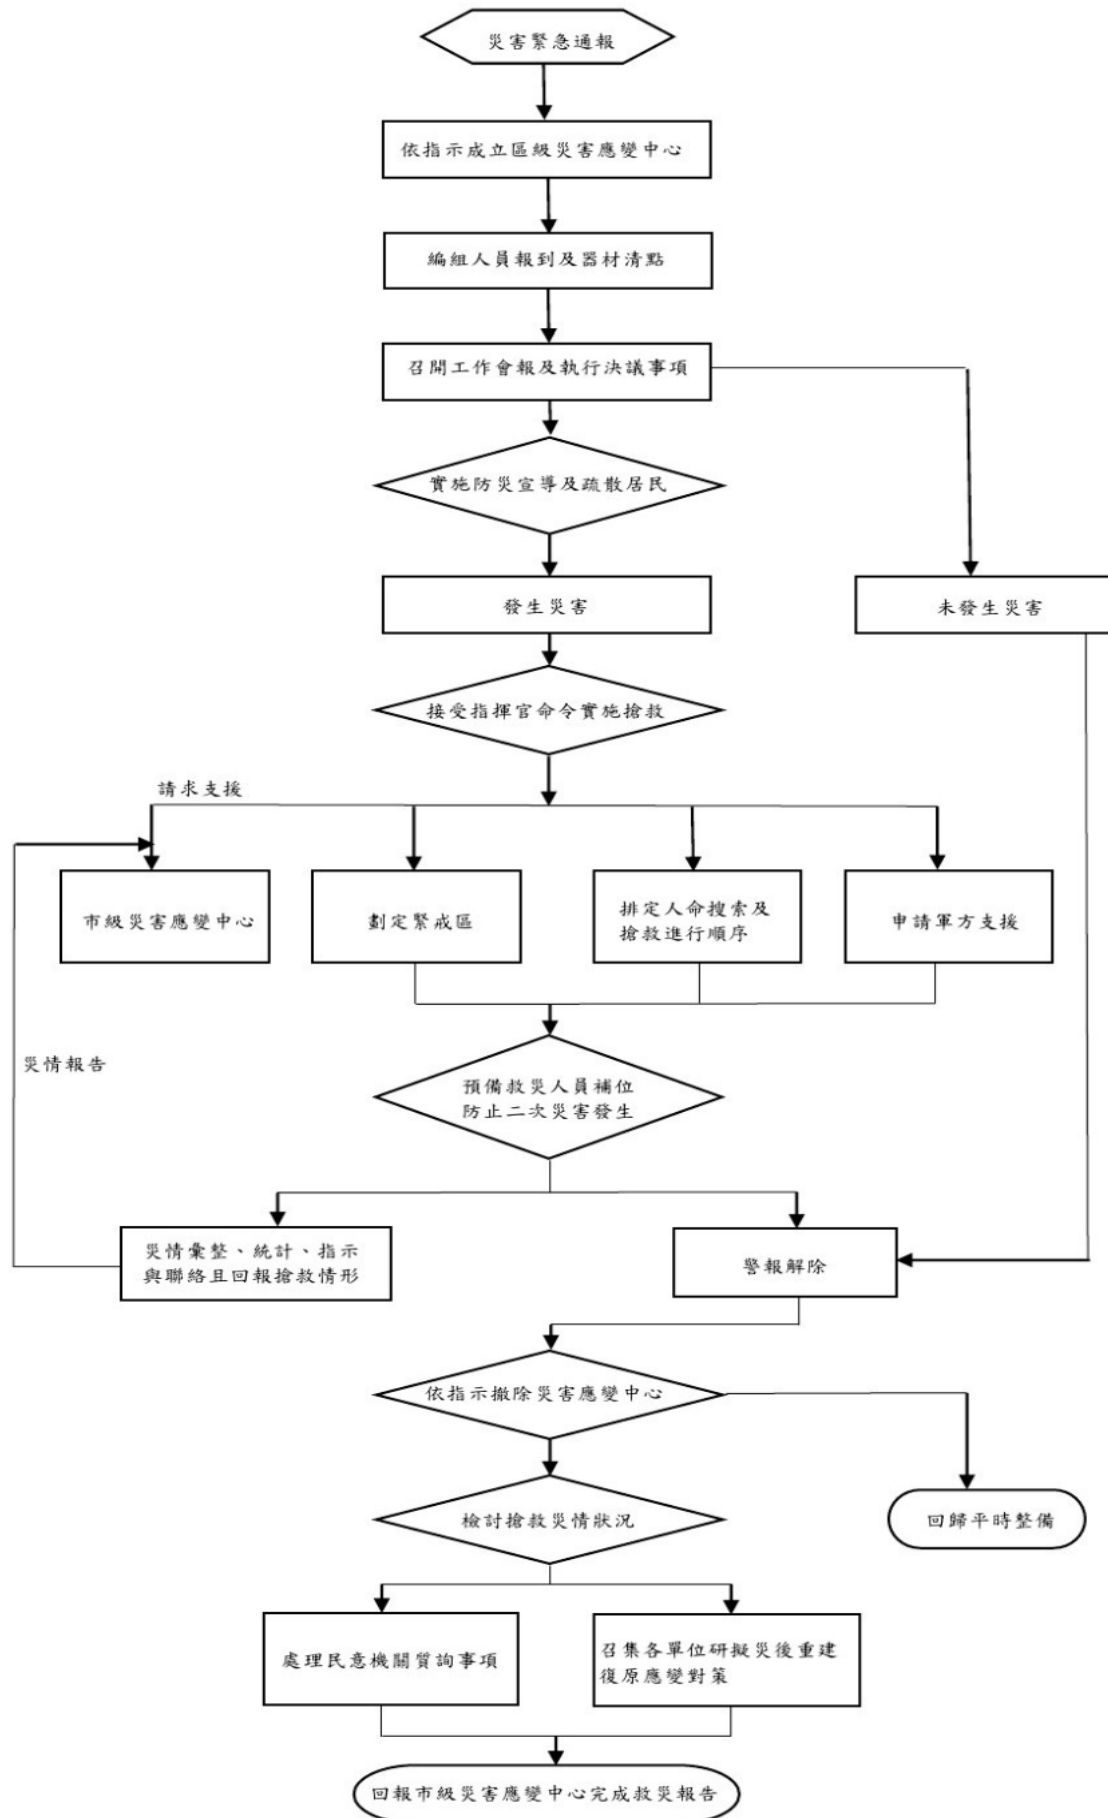 災害緊急通報
依指示成立區級災害應變中心
編組人員報到及器材清點
召開工作會報及執行決議事項
實施防災宣導及疏散居民
發生災害
未發生災害
接受指揮官命令實施搶救
請求支援
市級災害應變中心
劃定緊戒區
排定人命搜索及
搶救進行順序
申請軍方支援
災情報告
預備救災人員補位
防止二次災害發生
災情彙整、統計、指示
與聯絡且回報搶救情形
警報解除
依指示撤除災害應變中心
回歸平時整備
檢討搶救災情狀況
處理民意機關質詢事項
召集各單位研擬災後重建
復原應變對策
回報市級災害應變中心完成救災報告